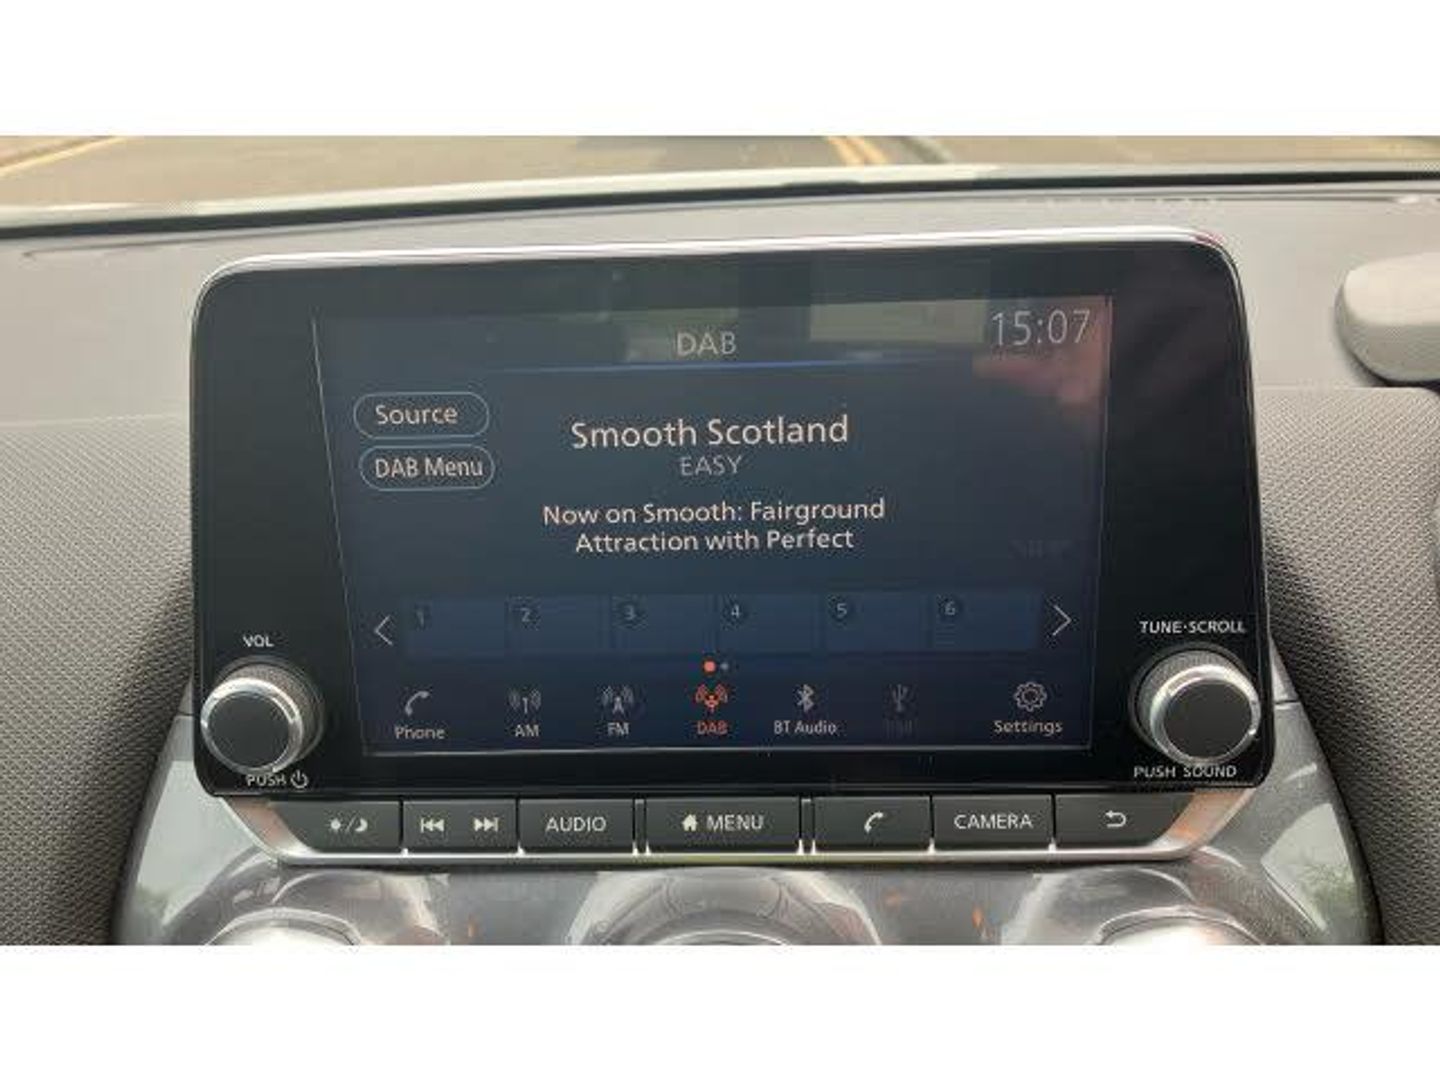 DAB
15:07
Source
Smooth Scotland
EASY
DAB Menu
Now on Smooth: Fairground
Attraction with Perfect
1 2 3 4 5 6
Phone AM FM DAB BT Audio Settings
VOL
PUSH
TUNE·SCROLL
PUSH SOUND
AUDIO MENU CAMERA